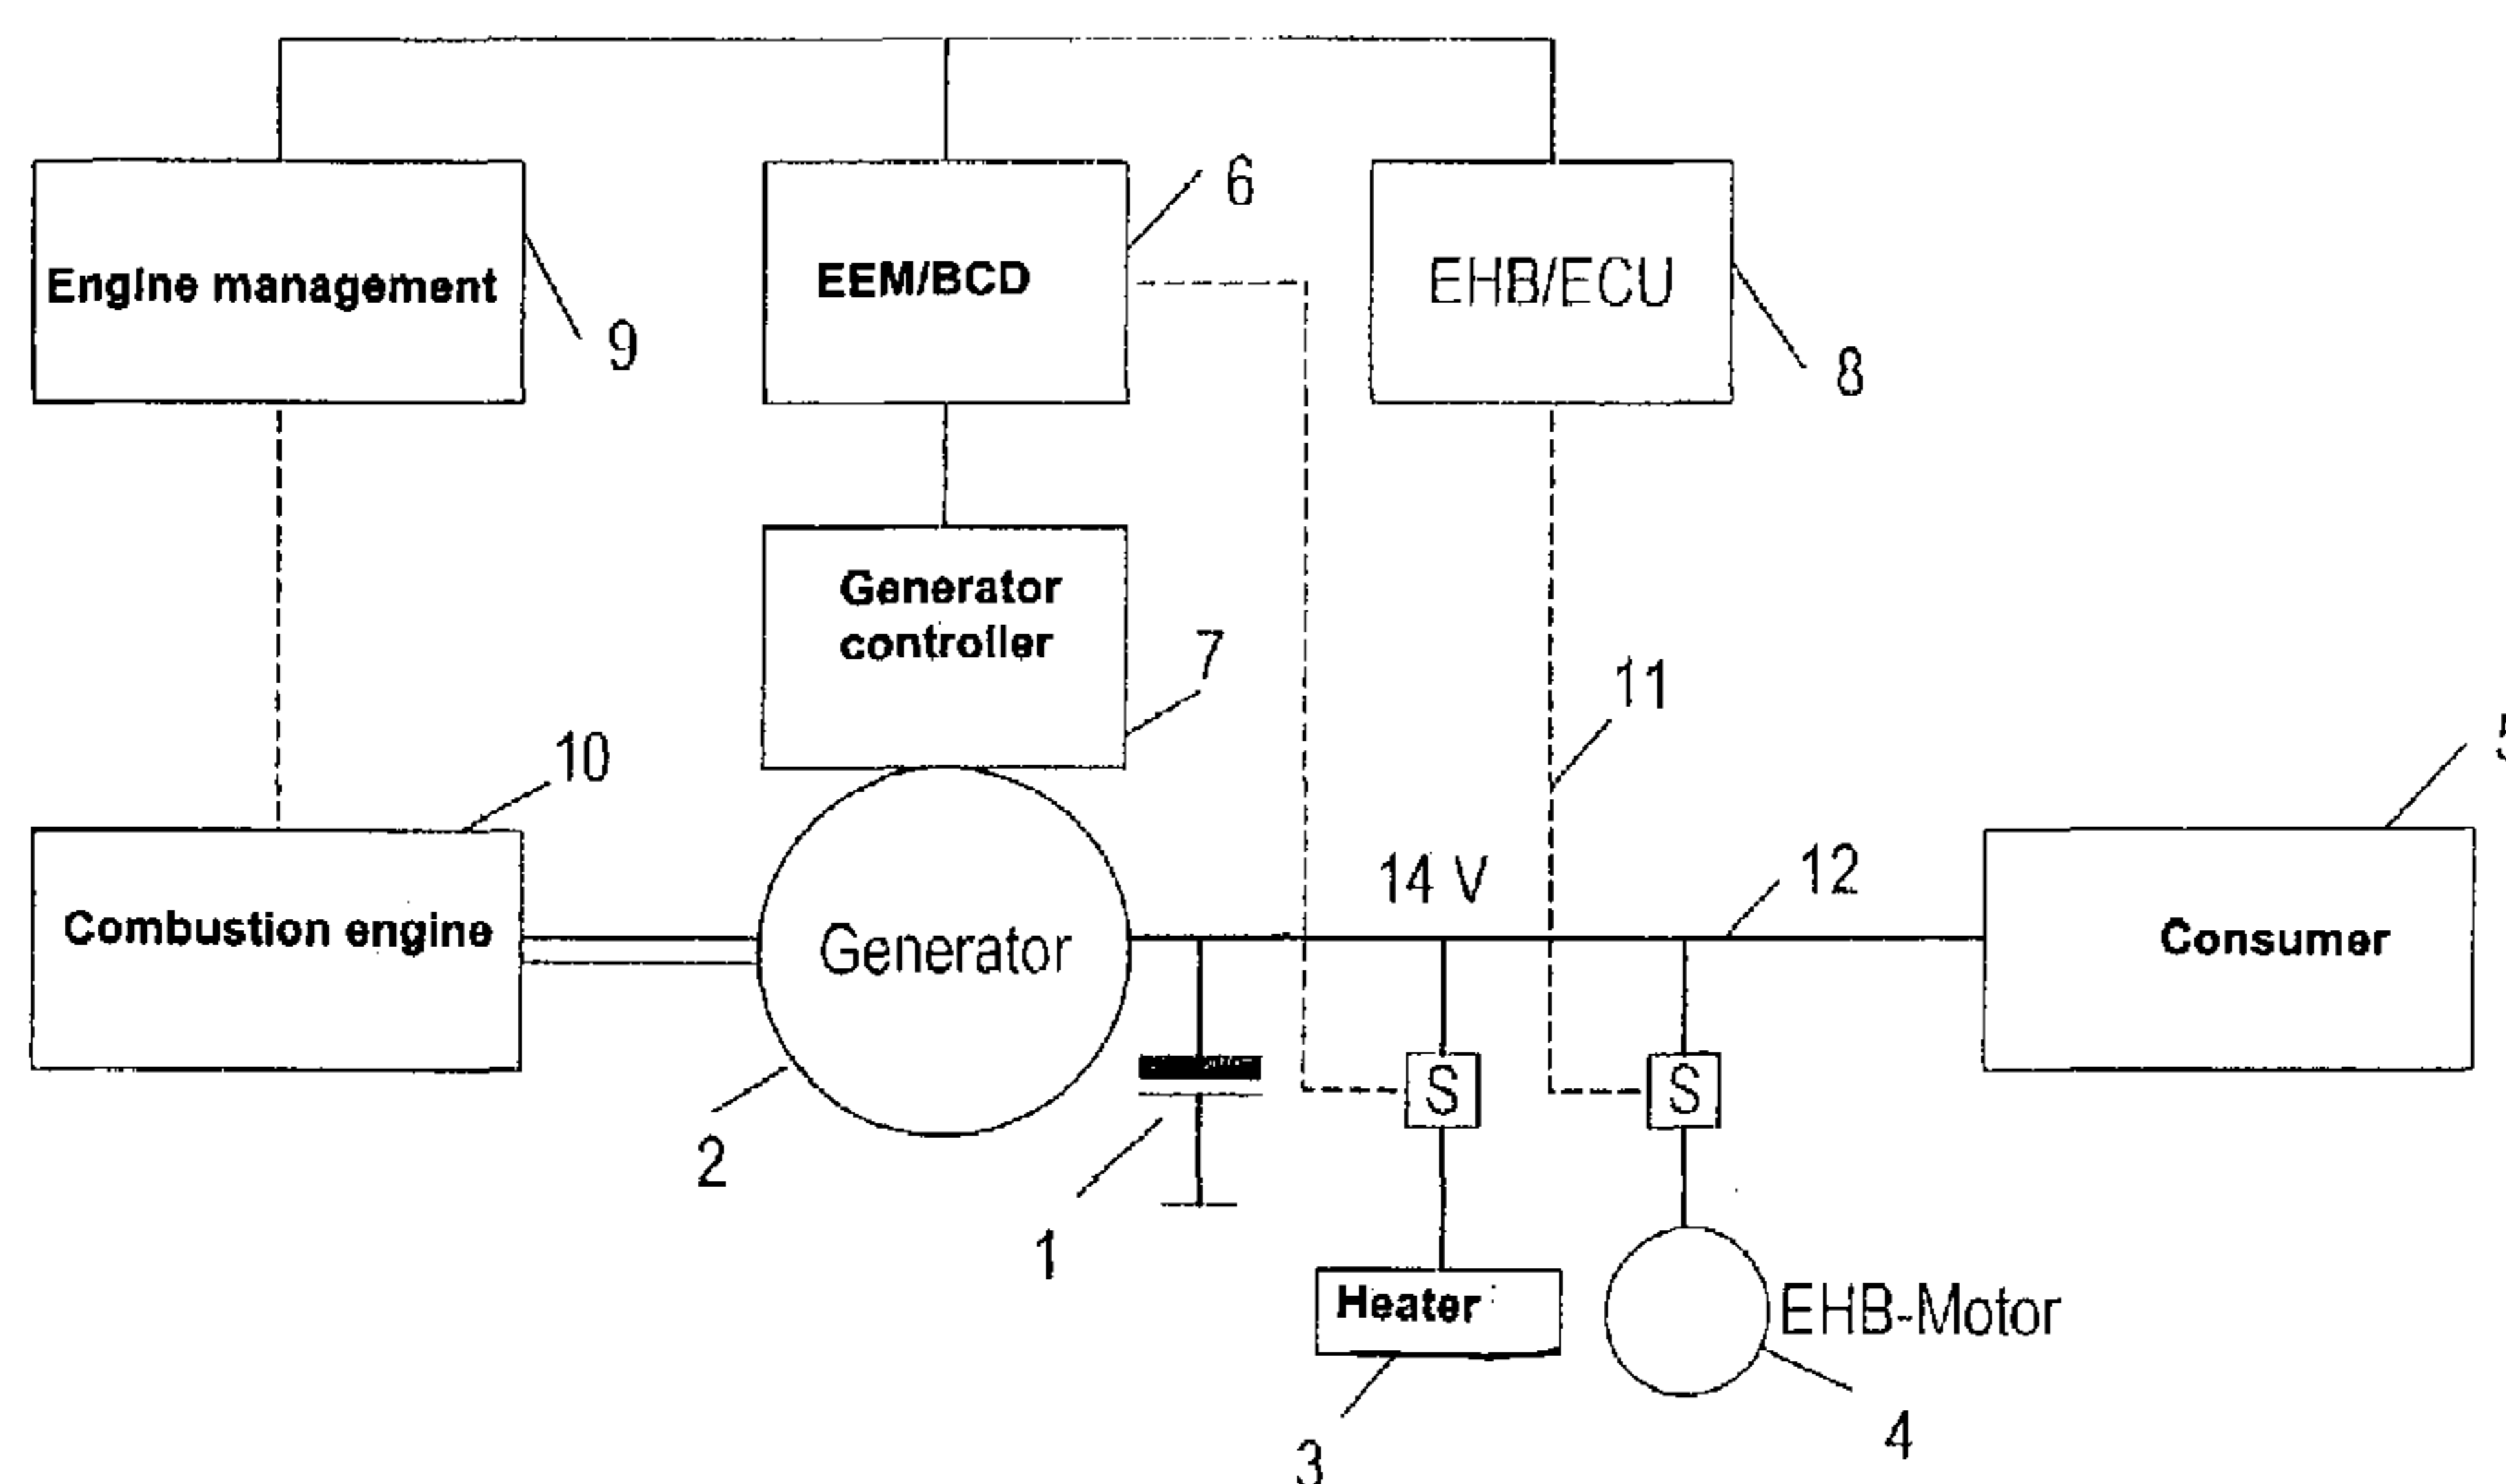 6
Engine management
EEM/BCD
EHB/ECU
9
8
Generator
controller
7
11
10
5
14 V
12
Combustion engine
Generator
Consumer
S
S
2
1
Heater
EHB-Motor
3
4